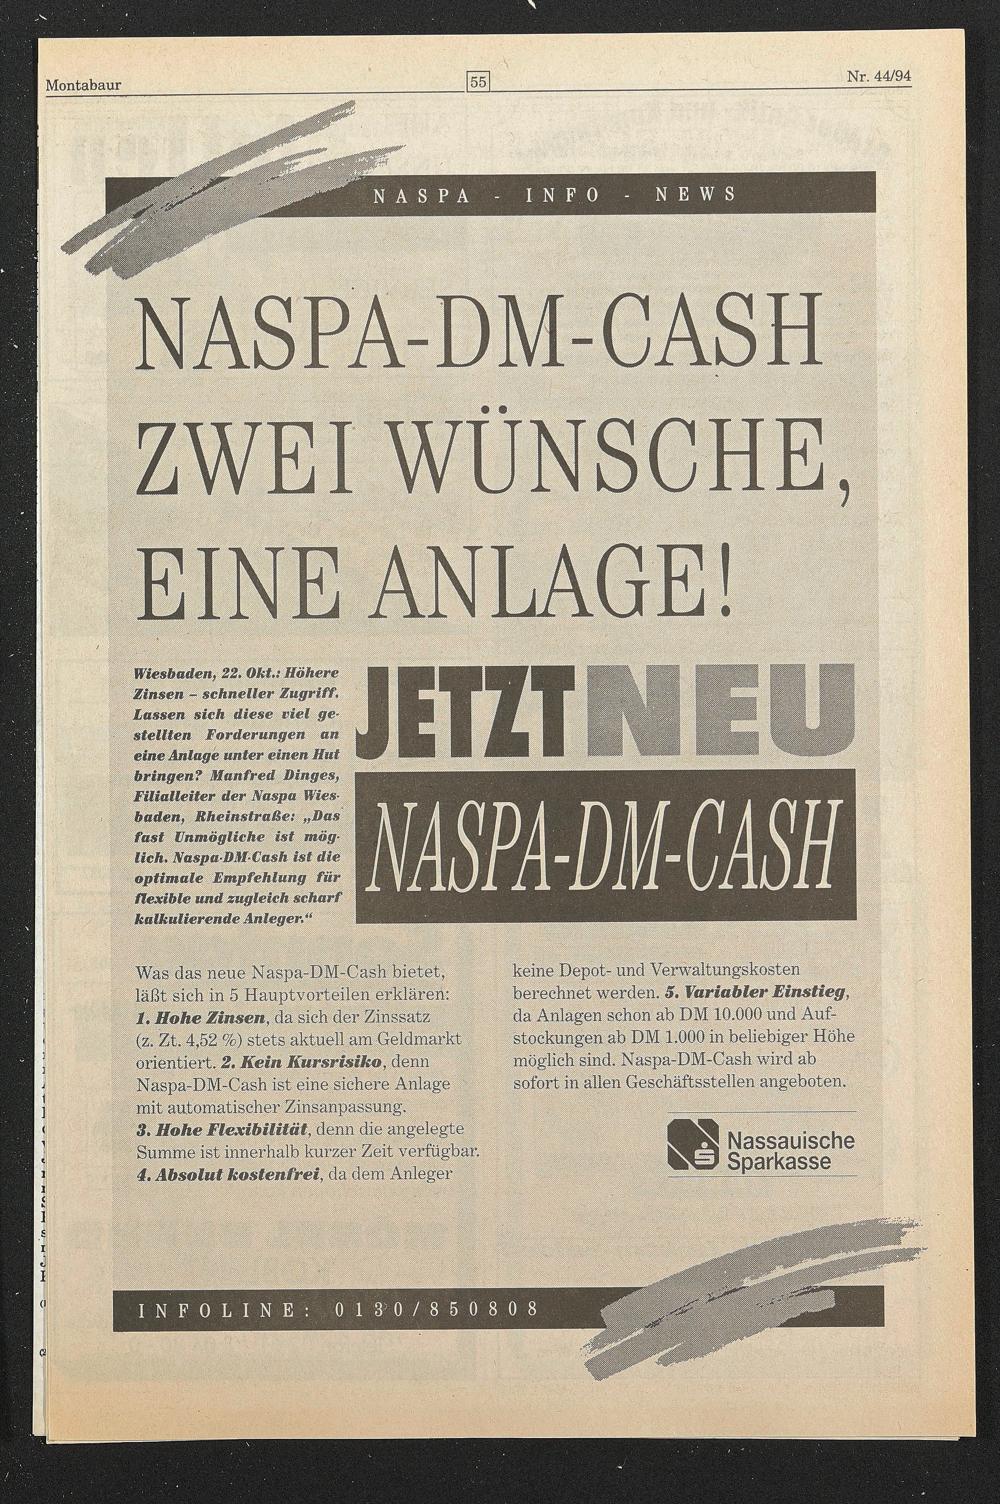 Montabaur
55
Nr. 44/94
NASPA - INFO - NEWS
NASPA-DM-CASH
ZWEI WÜNSCHE,
EINE ANLAGE!
Wiesbaden, 22. Okt.: Höhere
Zinsen – schneller Zugriff.
Lassen sich diese viel ge-
stellten Forderungen an
eine Anlage unter einen Hut
bringen? Manfred Dinges,
Filialleiter der Naspa Wies-
baden, Rheinstraße: „Das
fast Unmögliche ist mög-
lich. Naspa-DM-Cash ist die
optimale Empfehlung für
flexible und zugleich scharf
kalkulierende Anleger.“
JETZT NEU
NASPA-DM-CASH
Was das neue Naspa-DM-Cash bietet,
läßt sich in 5 Hauptvorteilen erklären:
1. Hohe Zinsen, da sich der Zinssatz
(z. Zt. 4,52 %) stets aktuell am Geldmarkt
orientiert. 2. Kein Kursrisiko, denn
Naspa-DM-Cash ist eine sichere Anlage
mit automatischer Zinsanpassung.
3. Hohe Flexibilität, denn die angelegte
Summe ist innerhalb kurzer Zeit verfügbar.
4. Absolut kostenfrei, da dem Anleger
keine Depot- und Verwaltungskosten
berechnet werden. 5. Variabler Einstieg,
da Anlagen schon ab DM 10.000 und Auf-
stockungen ab DM 1.000 in beliebiger Höhe
möglich sind. Naspa-DM-Cash wird ab
sofort in allen Geschäftsstellen angeboten.
Nassauische
Sparkasse
INFOLINE: 0130/850808